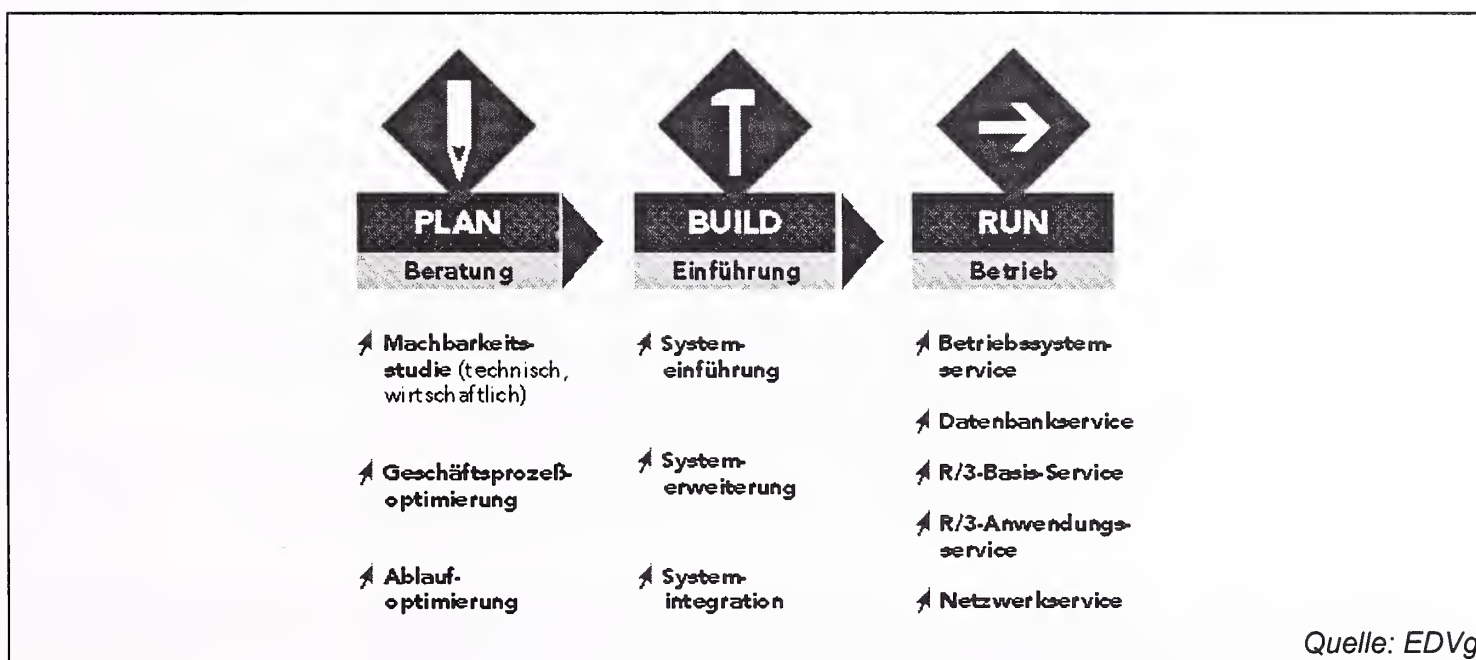 PLAN
Beratung
Machbarkeits-
studie (technisch,
wirtschaftlich)
Geschäftsprozeß-
optimierung
Ablauf-
optimierung
BUILD
Einführung
System-
einführung
System-
erweiterung
System-
integration
RUN
Betrieb
Betriebssystem-
service
Datenbankservice
R/3-Basis-Service
R/3-Anwendungs-
service
Netzwerkservice
Quelle: EDVg